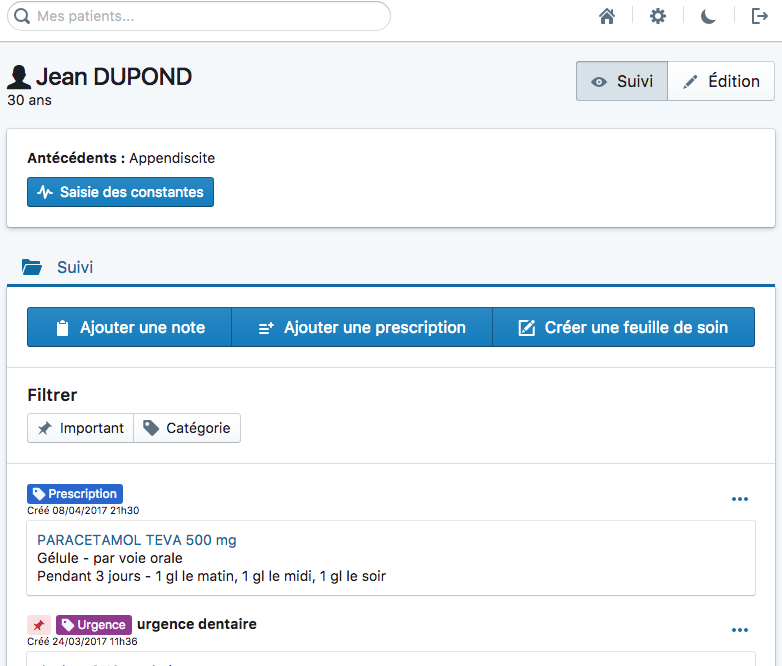 Mes patients...
Jean DUPOND
30 ans
Suivi
Édition
Antécédents : Appendiscite
Saisie des constantes
Suivi
Ajouter une note
Ajouter une prescription
Créer une feuille de soin
Filtrer
Important
Catégorie
Prescription
Créé 08/04/2017 21h30
PARACETAMOL TEVA 500 mg
Gélule - par voie orale
Pendant 3 jours - 1 gl le matin, 1 gl le midi, 1 gl le soir
Urgence urgence dentaire
Créé 24/03/2017 11h36